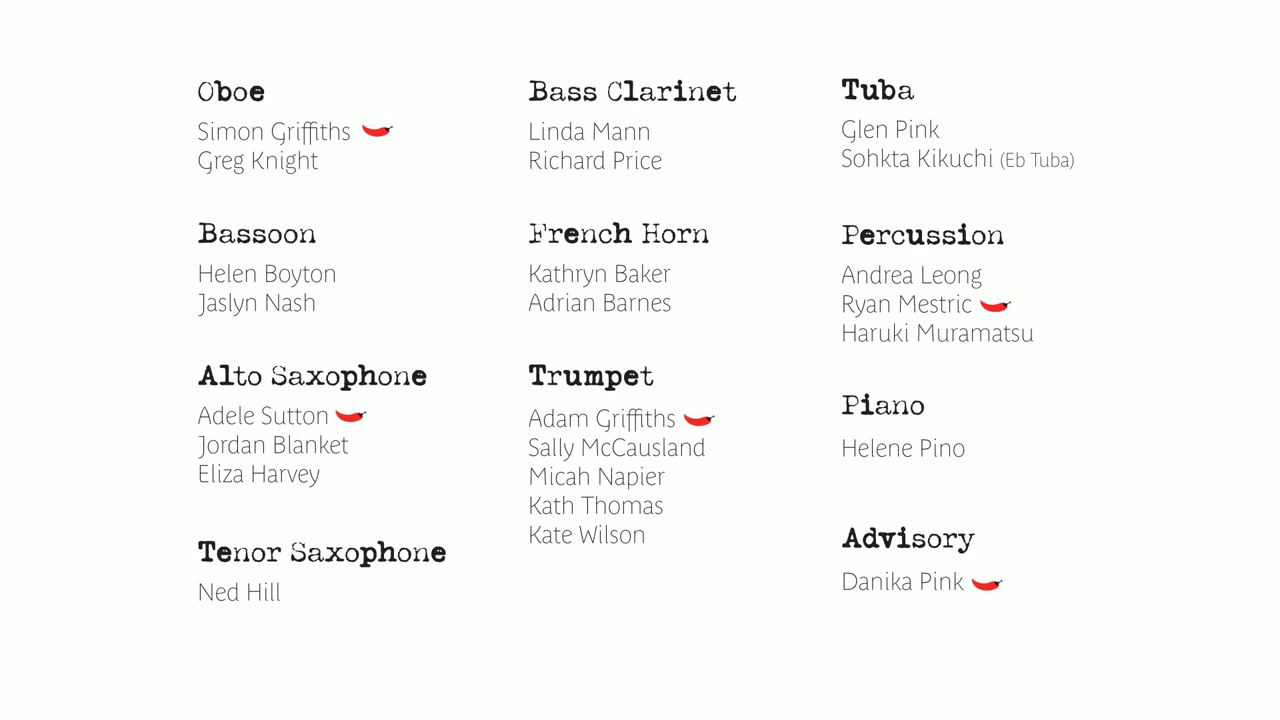 Oboe
Simon Griffiths
Greg Knight
Bassoon
Helen Boyton
Jaslyn Nash
Alto Saxophone
Adele Sutton
Jordan Blanket
Eliza Harvey
Tenor Saxophone
Ned Hill
Bass Clarinet
Linda Mann
Richard Price
French Horn
Kathryn Baker
Adrian Barnes
Trumpet
Adam Griffiths
Sally McCausland
Micah Napier
Kath Thomas
Kate Wilson
Tuba
Glen Pink
Sohkta Kikuchi (Eb Tuba)
Percussion
Andrea Leong
Ryan Mestric
Haruki Muramatsu
Piano
Helene Pino
Advisory
Danika Pink